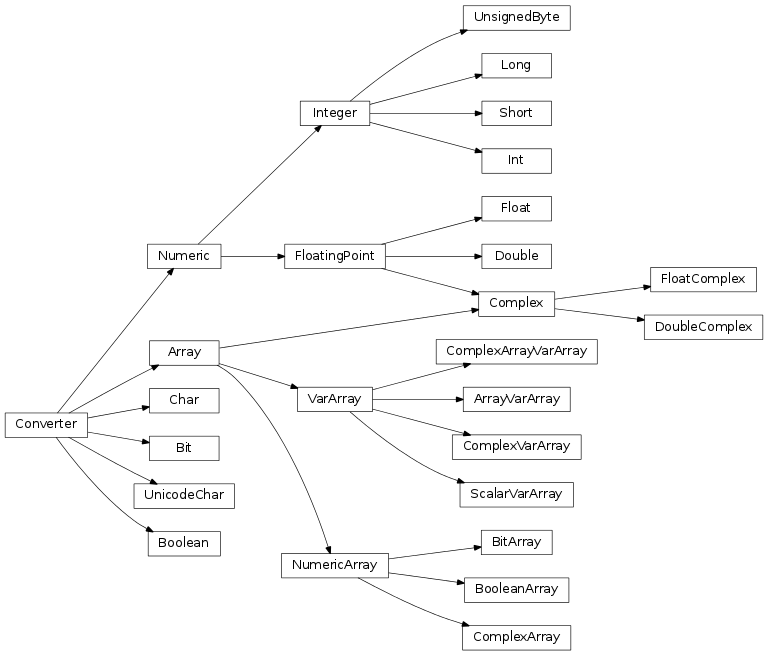 UnsignedByte
Long
Integer
Short
Int
Float
Numeric
FloatingPoint
Double
FloatComplex
Complex
DoubleComplex
Array
ComplexArrayVarArray
Char
VarArray
ArrayVarArray
Converter
Bit
ComplexVarArray
UnicodeChar
ScalarVarArray
Boolean
BitArray
NumericArray
BooleanArray
ComplexArray